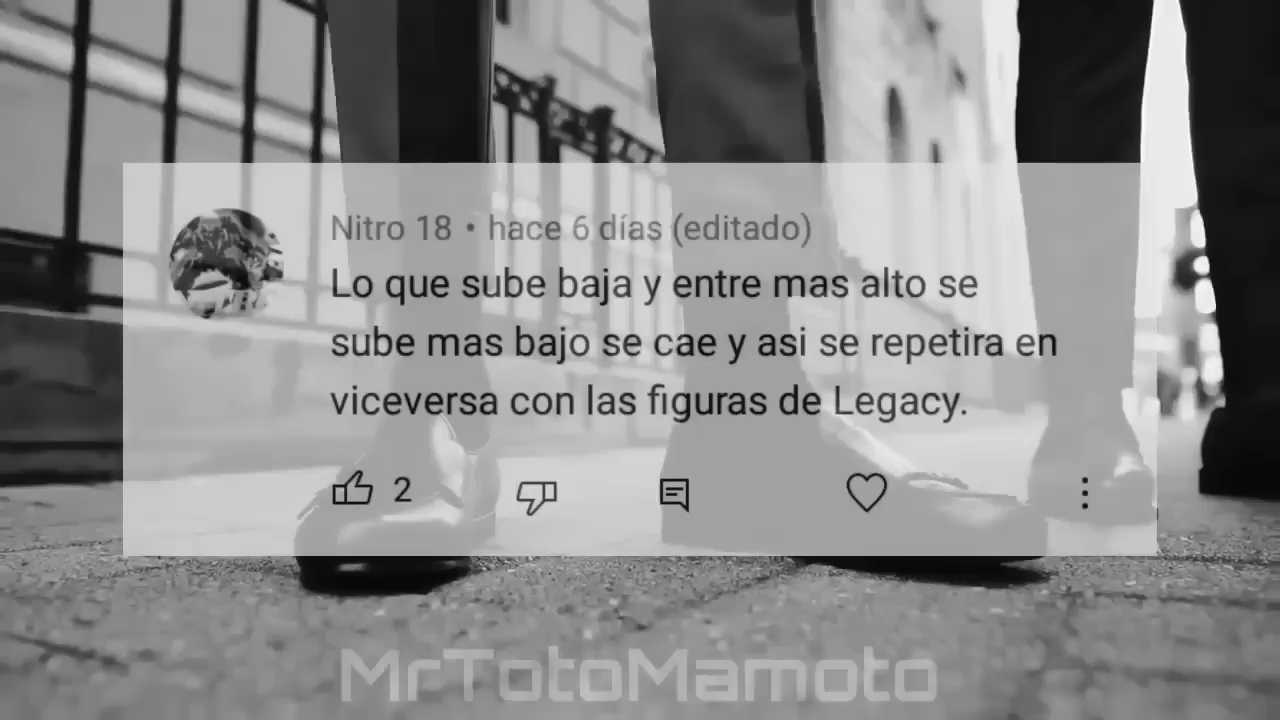 Nitro 18 • hace 6 días (editado)
Lo que sube baja y entre mas alto se
sube mas bajo se cae y asi se repetira en
viceversa con las figuras de Legacy.
2
MrTotoMamoto